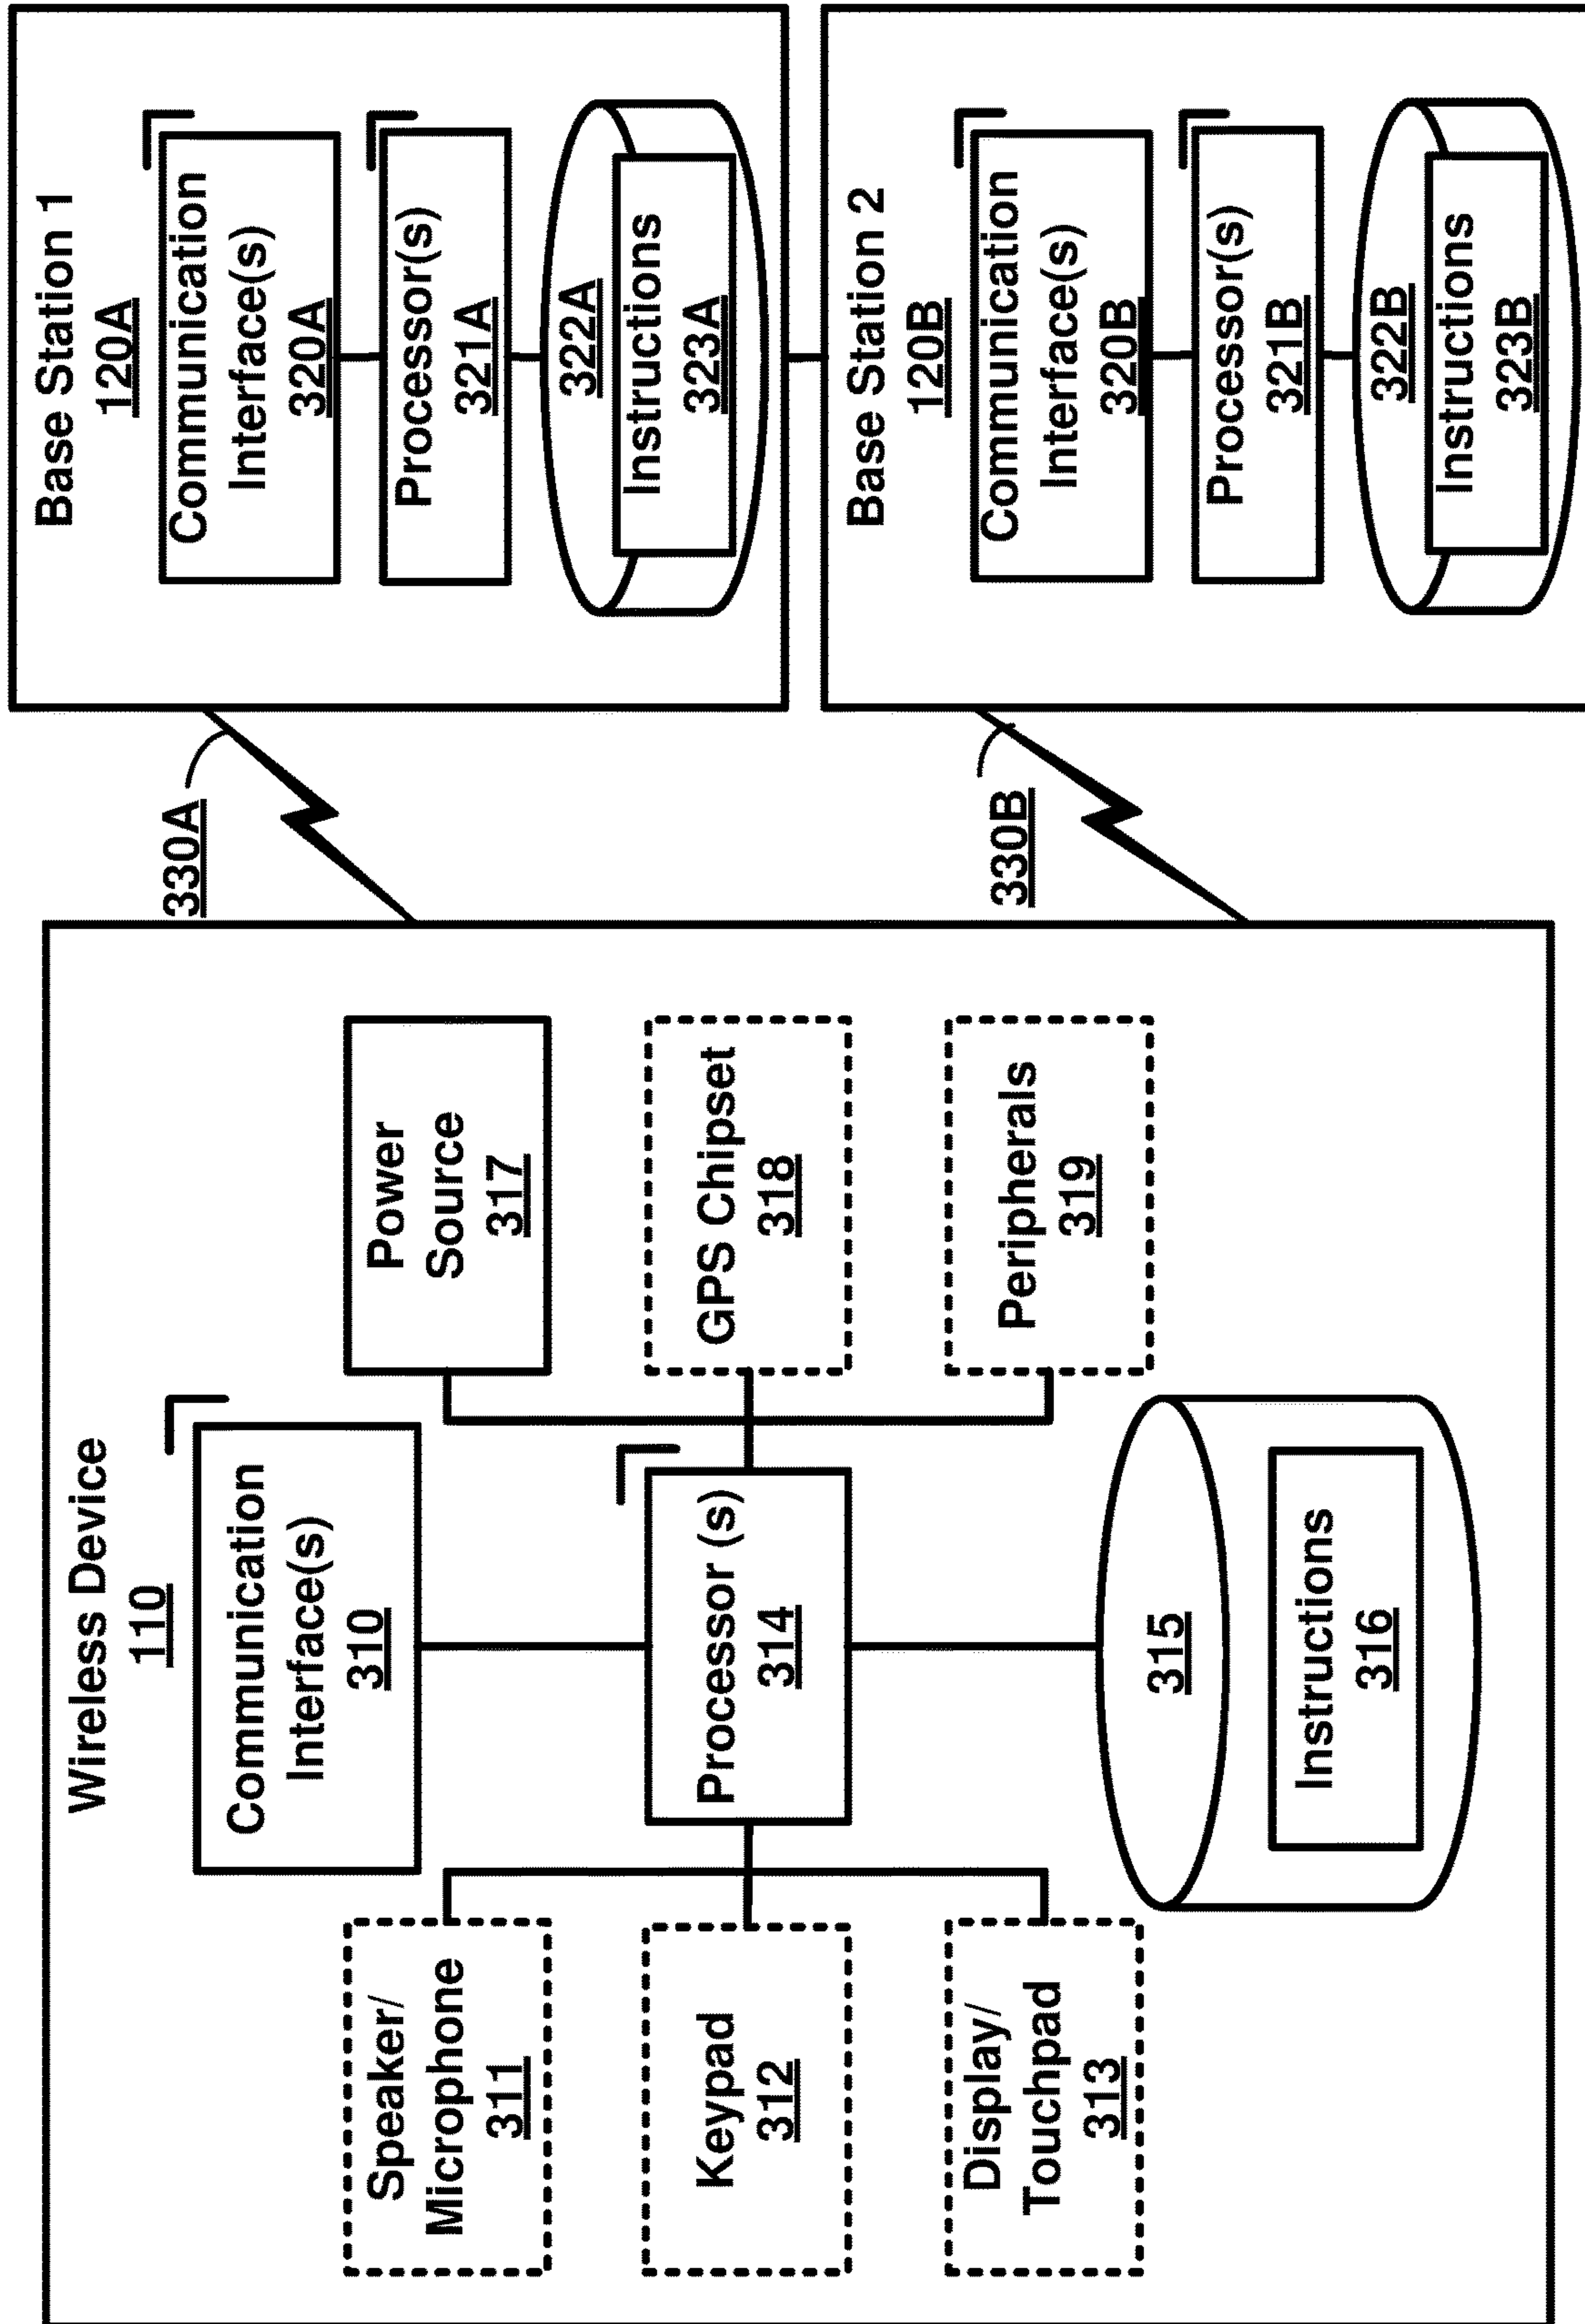 Wireless Device
110
Communication
Interface(s)
310
Speaker/
Microphone
311
Power
Source
317
Keypad
312
Processor (s)
314
GPS Chipset
318
Display/
Touchpad
313
Peripherals
319
315
Instructions
316
330A
330B
Base Station 1
120A
Communication
Interface(s)
320A
Processor(s)
321A
322A
Instructions
323A
Base Station 2
120B
Communication
Interface(s)
320B
Processor(s)
321B
322B
Instructions
323B